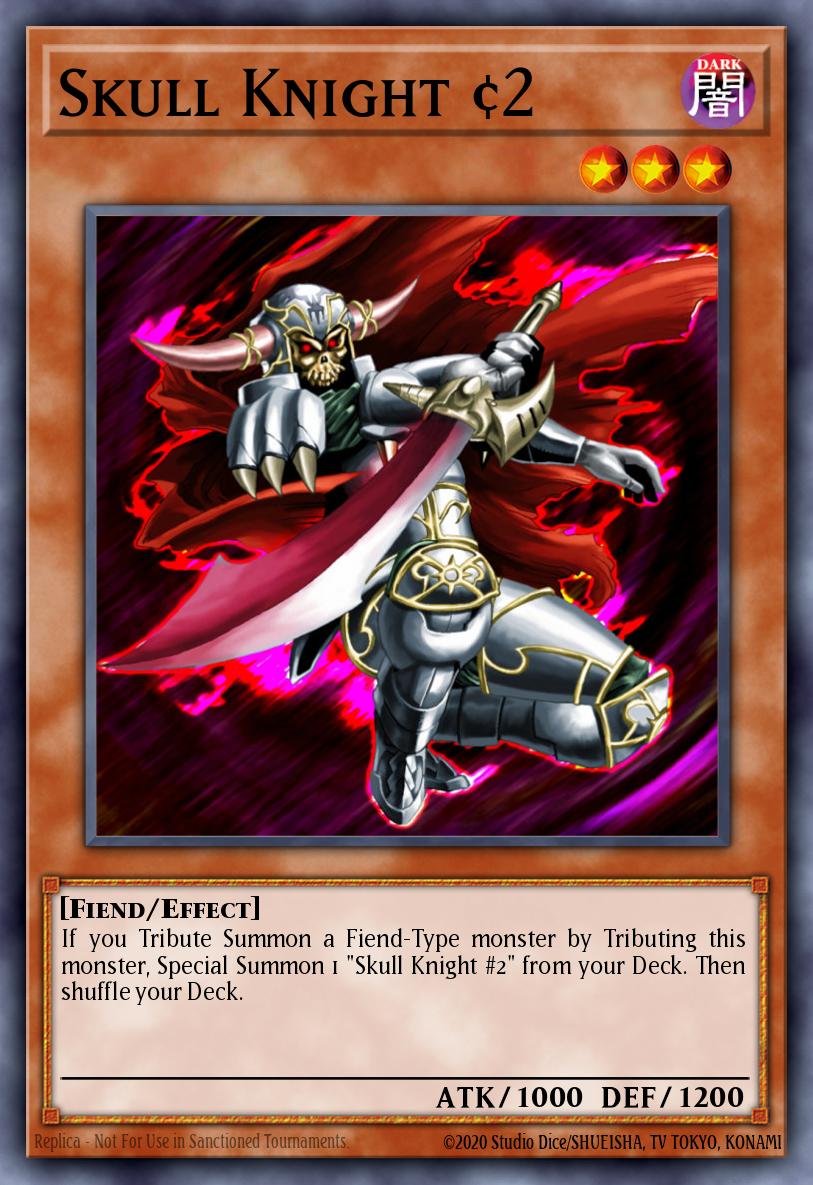 Skull Knight ¢2
DARK
闇
[Fiend/Effect]
If you Tribute Summon a Fiend-Type monster by Tributing this
monster, Special Summon 1 "Skull Knight #2" from your Deck. Then
shuffle your Deck.
ATK/1000 DEF/1200
Replica - Not For Use in Sanctioned Tournaments.
©2020 Studio Dice/SHUEISHA, TV TOKYO, KONAMI